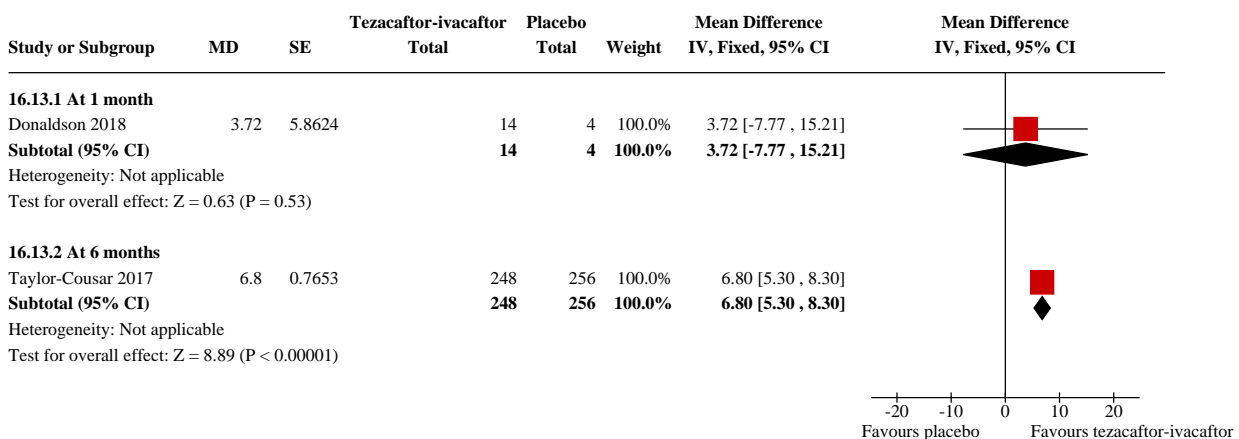 Tezacaftor-ivacaftor Placebo Mean Difference Mean Difference
Study or Subgroup MD SE Total Total Weight IV, Fixed, 95% CI IV, Fixed, 95% CI
16.13.1 At 1 month
Donaldson 2018 3.72 5.8624 14 4 100.0% 3.72 [-7.77 , 15.21]
Subtotal (95% CI) 14 4 100.0% 3.72 [-7.77 , 15.21]
Heterogeneity: Not applicable
Test for overall effect: Z = 0.63 (P = 0.53)
16.13.2 At 6 months
Taylor-Cousar 2017 6.8 0.7653 248 256 100.0% 6.80 [5.30 , 8.30]
Subtotal (95% CI) 248 256 100.0% 6.80 [5.30 , 8.30]
Heterogeneity: Not applicable
Test for overall effect: Z = 8.89 (P < 0.00001)
-20 -10 0 10 20
Favours placebo Favours tezacaftor-ivacaftor